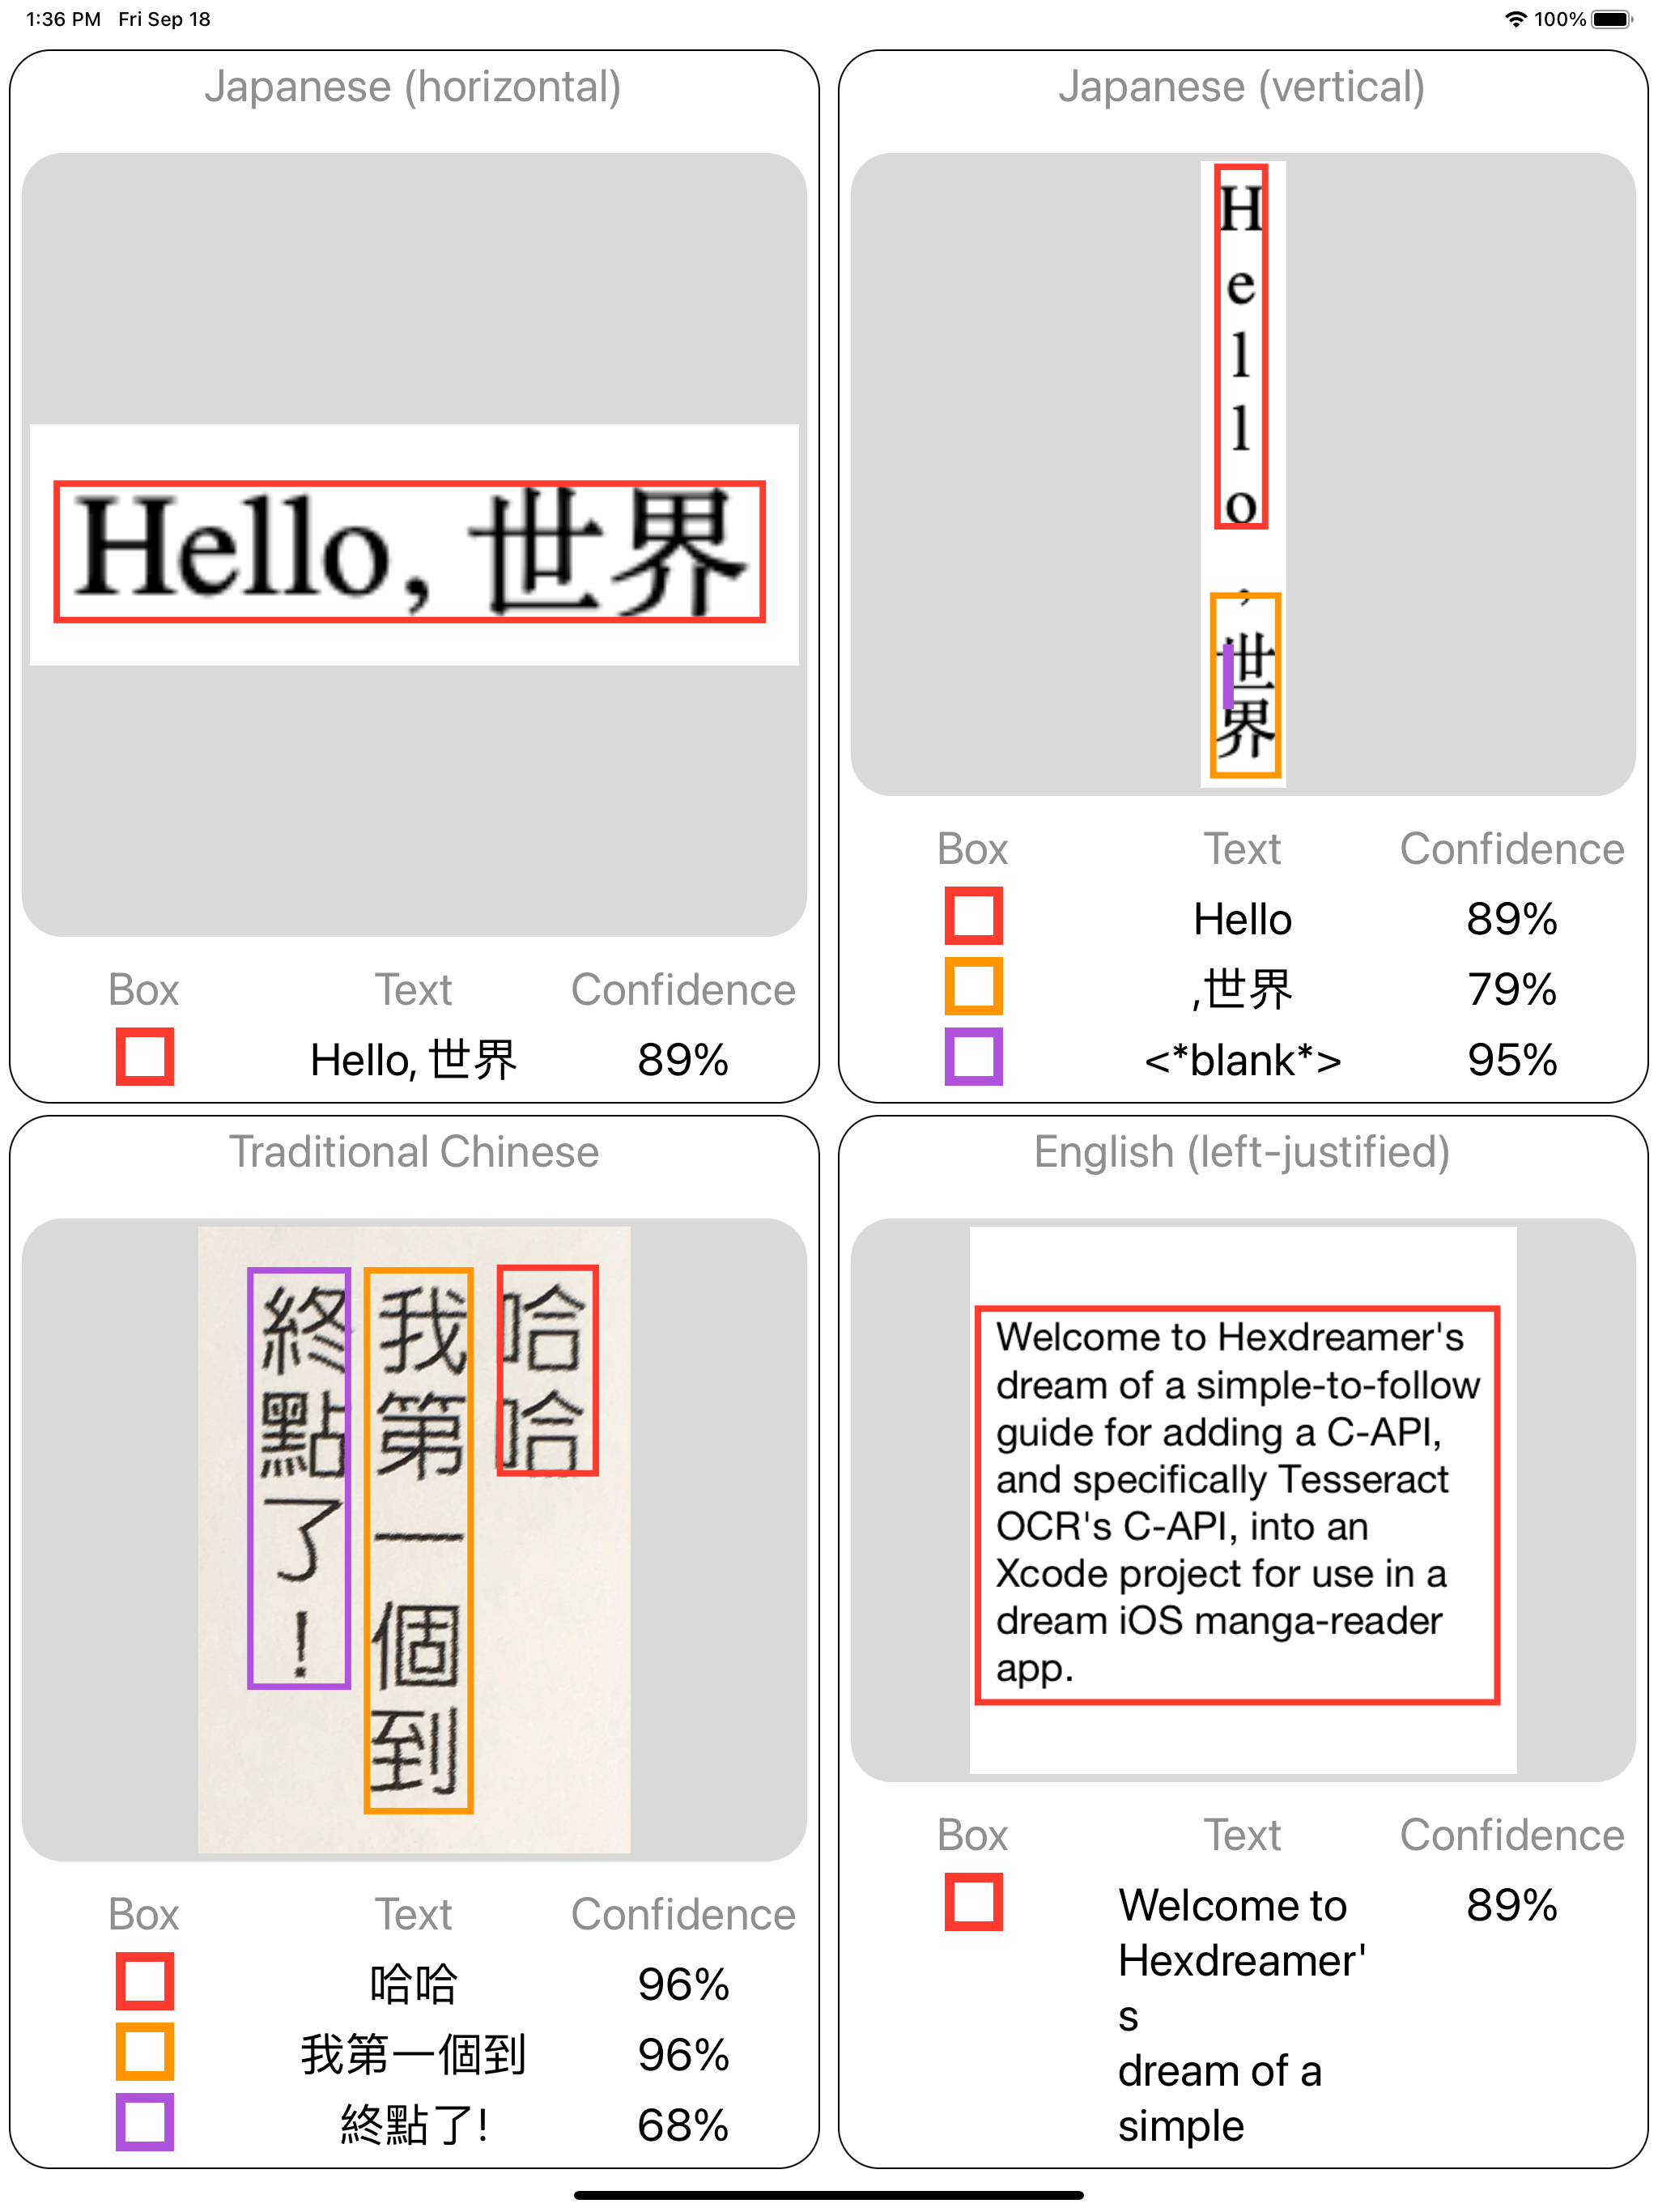 1:36 PM Fri Sep 18
100%
Japanese (horizontal)
Hello, 世界
Box Text Confidence
Hello, 世界 89%
Japanese (vertical)
Hello,世界
Box Text Confidence
Hello 89%
,世界 79%
<*blank*> 95%
Traditional Chinese
哈哈
我第一個到
終點了!
Box Text Confidence
哈哈 96%
我第一個到 96%
終點了! 68%
English (left-justified)
Welcome to Hexdreamer's
dream of a simple-to-follow
guide for adding a C-API,
and specifically Tesseract
OCR's C-API, into an
Xcode project for use in a
dream iOS manga-reader
app.
Box Text Confidence
Welcome to 89%
Hexdreamer'
s
dream of a
simple